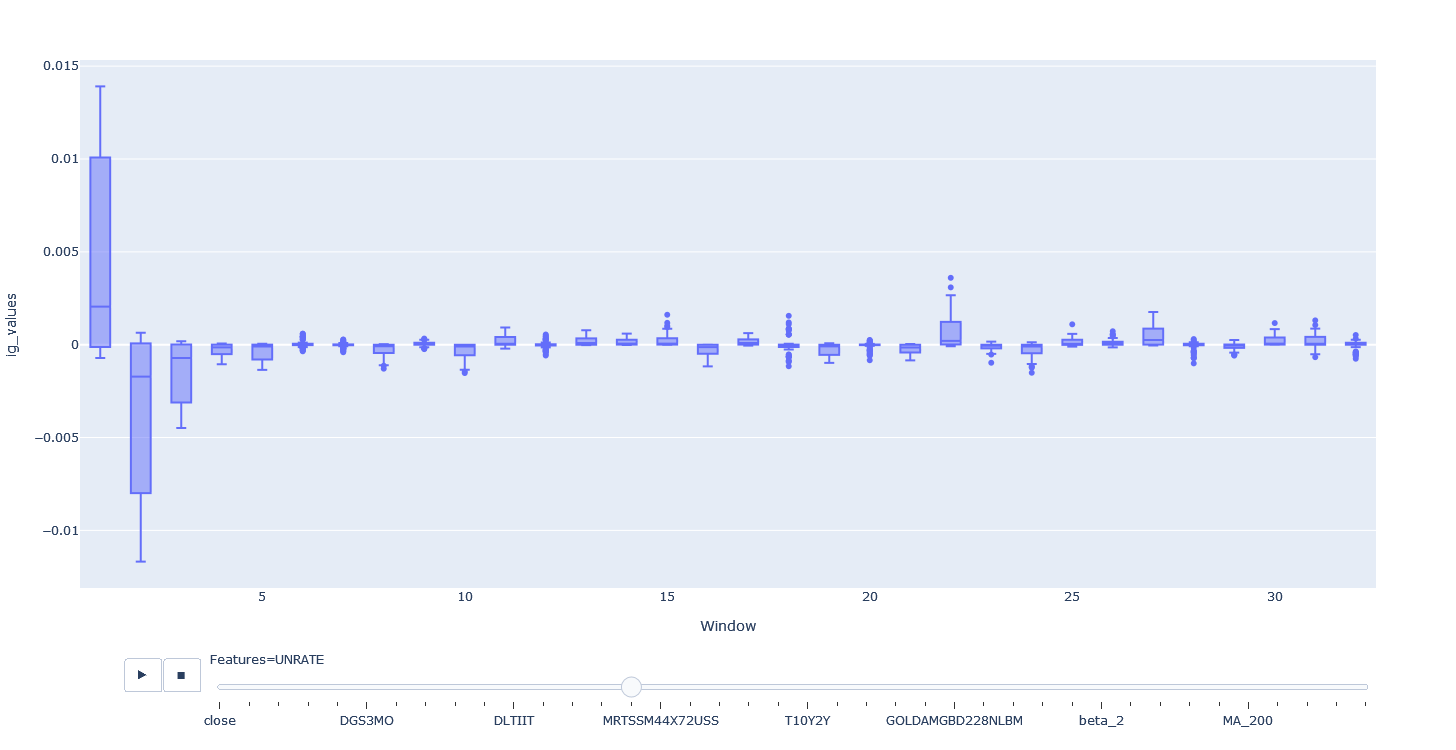 0.015
0.01
0.005
0
−0.005
−0.01
ig_values
5 10 15 20 25 30
Window
Features=UNRATE
close DGS3MO DLTIIT MRTSSM44X72USS T10Y2Y GOLDAMGBD228NLBM beta_2 MA_200